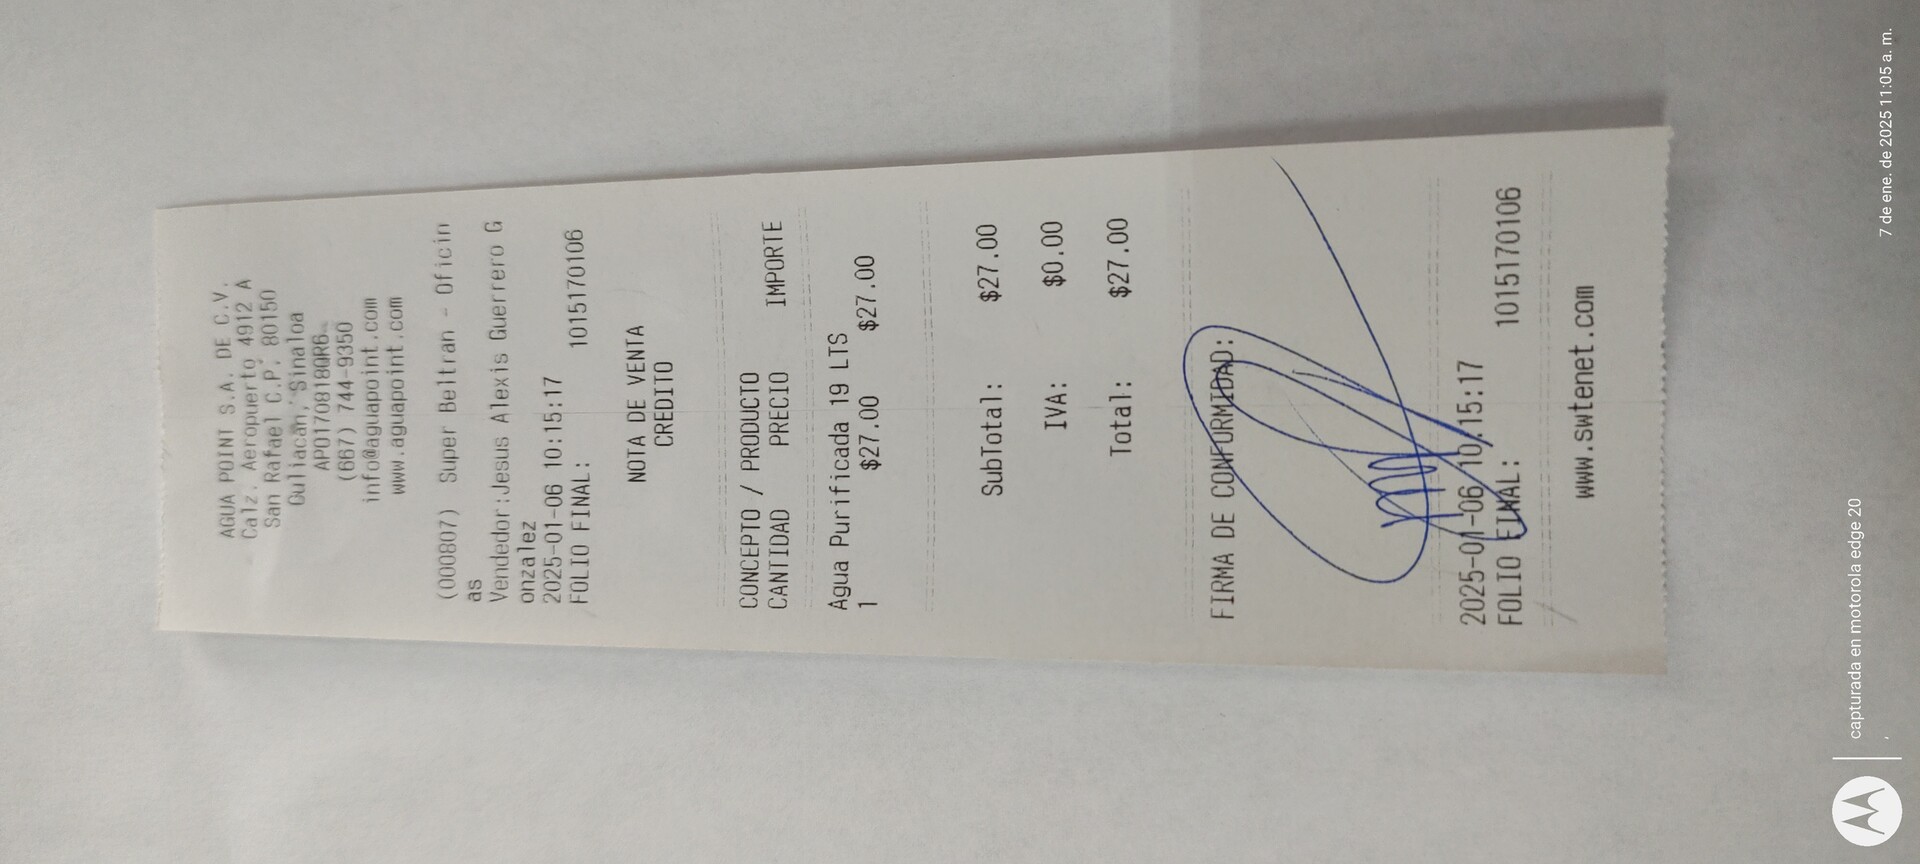 AGUA POINT S.A. DE C.V.
Calz. Aeropuerto 4912 A
San Rafael C.P. 80150
Culiacán, Sinaloa
APO170818QR6
(667) 744-9350
info@aguapoint.com
www.aguapoint.com
(000807) Super Beltran - Oficin
as
Vendedor:Jesus Alexis Guerrero G
onzalez
2025-01-06 10:15:17
FOLIO FINAL: 1015170106
NOTA DE VENTA
CREDITO
CONCEPTO / PRODUCTO
CANTIDAD PRECIO IMPORTE
Agua Purificada 19 LTS
1 $27.00 $27.00
SubTotal: $27.00
IVA: $0.00
Total: $27.00
FIRMA DE CONFORMIDAD:
2025-01-06 10:15:17
FOLIO FINAL: 1015170106
www.swtenet.com
capturada en motorola edge 20
7 de ene. de 2025 11:05 a. m.